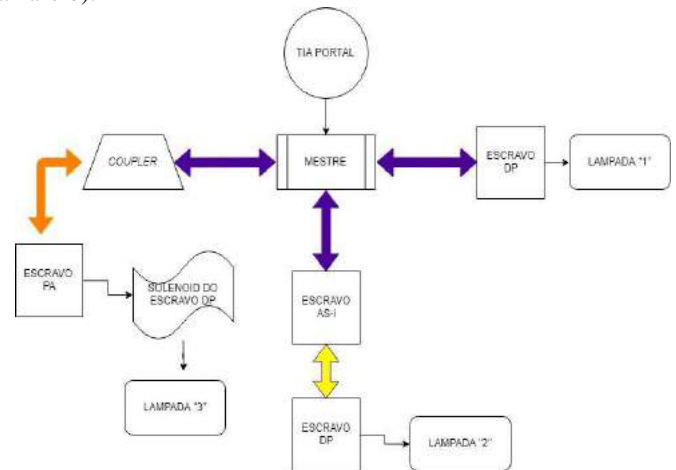 TIA PORTAL
COUPLER
MESTRE
ESCRAVO
DP
LAMPADA "1"
ESCRAVO
PA
SOLENOID DO
ESCRAVO DP
ESCRAVO
AS-i
LAMPADA "3"
ESCRAVO
DP
LAMPADA "2"